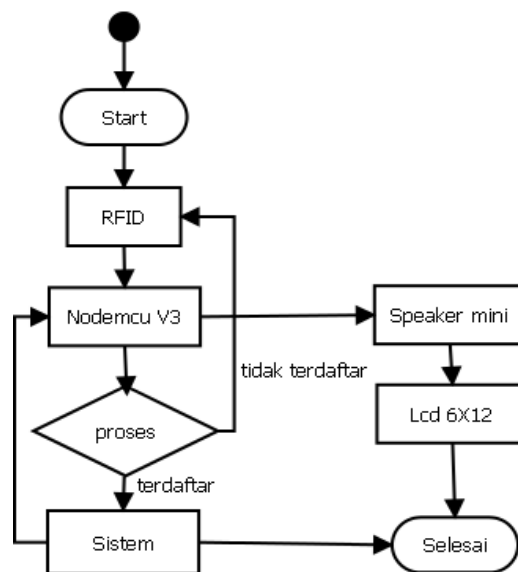 Start
RFID
Nodemcu V3
Speaker mini
tidak terdaftar
Lcd 6X12
proses
terdaftar
Sistem
Selesai